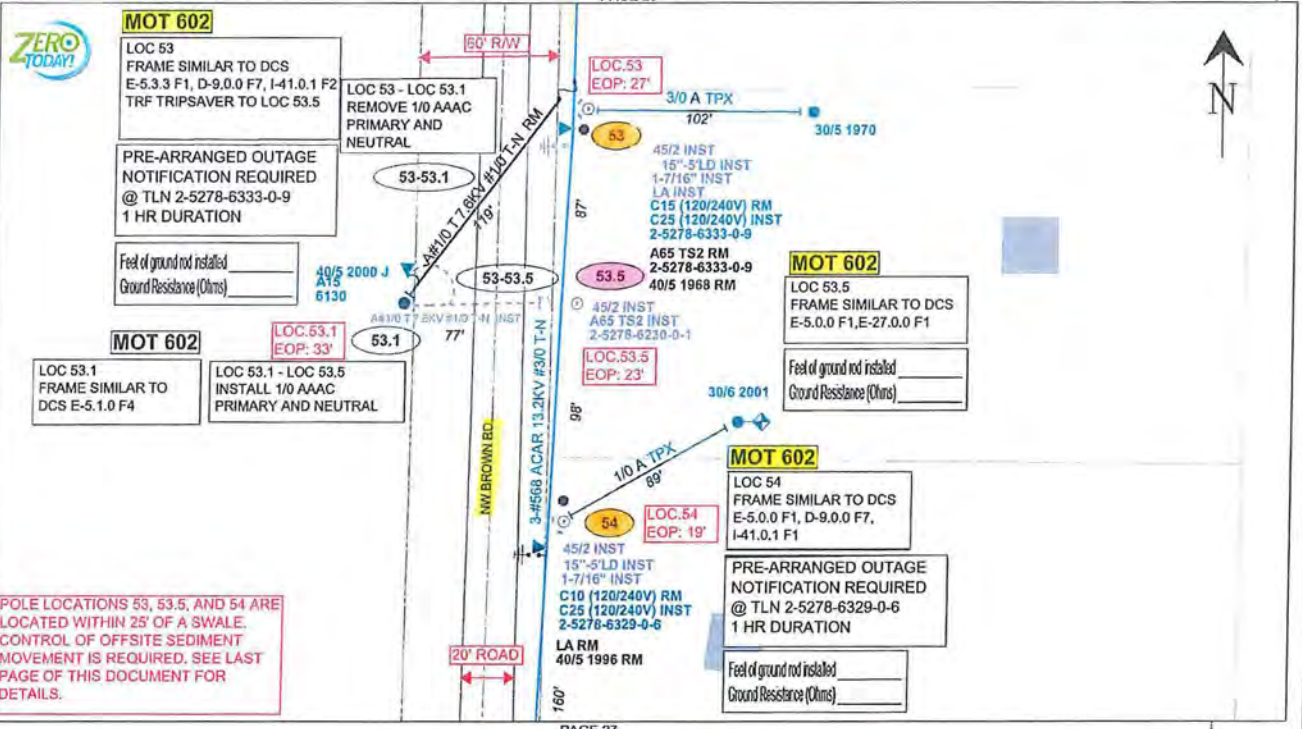 ZERO
TODAY!
MOT 602
LOC 53
FRAME SIMILAR TO DCS
E-5.3.3 F1, D-9.0.0 F7, I-41.0.1 F2
TRF TRIPSAVER TO LOC 53.5
LOC 53 - LOC 53.1
REMOVE 1/0 AAAC
PRIMARY AND
NEUTRAL
PRE-ARRANGED OUTAGE
NOTIFICATION REQUIRED
@ TLN 2-5278-6333-0-9
1 HR DURATION
Feet of ground rod installed
Ground Resistance (Ohms)
60' R/W
53-53.1
A#1/0 T 7.6KV #1/0 T-N RM
119'
LOC.53
EOP: 27'
3/0 A TPX
102'
30/5 1970
N
53
45/2 INST
15"-5'LD INST
1-7/16" INST
LA INST
C15 (120/240V) RM
C25 (120/240V) INST
2-5278-6333-0-9
A65 TS2 RM
2-5278-6333-0-9
40/5 1968 RM
87'
40/5 2000 J
A15
6130
53-53.5
53.5
A#1/0 T 7.6KV #1/0 T-N INST
77'
45/2 INST
A65 TS2 INST
2-5278-6230-0-1
LOC.53.5
EOP: 23'
MOT 602
LOC 53.5
FRAME SIMILAR TO DCS
E-5.0.0 F1,E-27.0.0 F1
Feet of ground rod installed
Ground Resistance (Ohms)
MOT 602
LOC.53.1
EOP: 33'
53.1
LOC 53.1
FRAME SIMILAR TO
DCS E-5.1.0 F4
LOC 53.1 - LOC 53.5
INSTALL 1/0 AAAC
PRIMARY AND NEUTRAL
NW BROWN RD
3-#568 ACAR 13.2KV #3/0 T-N
98'
30/6 2001
1/0 A TPX
89'
54
LOC.54
EOP: 19'
45/2 INST
15"-5'LD INST
1-7/16" INST
C10 (120/240V) RM
C25 (120/240V) INST
2-5278-6329-0-6
LA RM
40/5 1996 RM
MOT 602
LOC 54
FRAME SIMILAR TO DCS
E-5.0.0 F1, D-9.0.0 F7,
I-41.0.1 F1
PRE-ARRANGED OUTAGE
NOTIFICATION REQUIRED
@ TLN 2-5278-6329-0-6
1 HR DURATION
Feet of ground rod installed
Ground Resistance (Ohms)
POLE LOCATIONS 53, 53.5, AND 54 ARE
LOCATED WITHIN 25' OF A SWALE.
CONTROL OF OFFSITE SEDIMENT
MOVEMENT IS REQUIRED. SEE LAST
PAGE OF THIS DOCUMENT FOR
DETAILS.
20' ROAD
160'